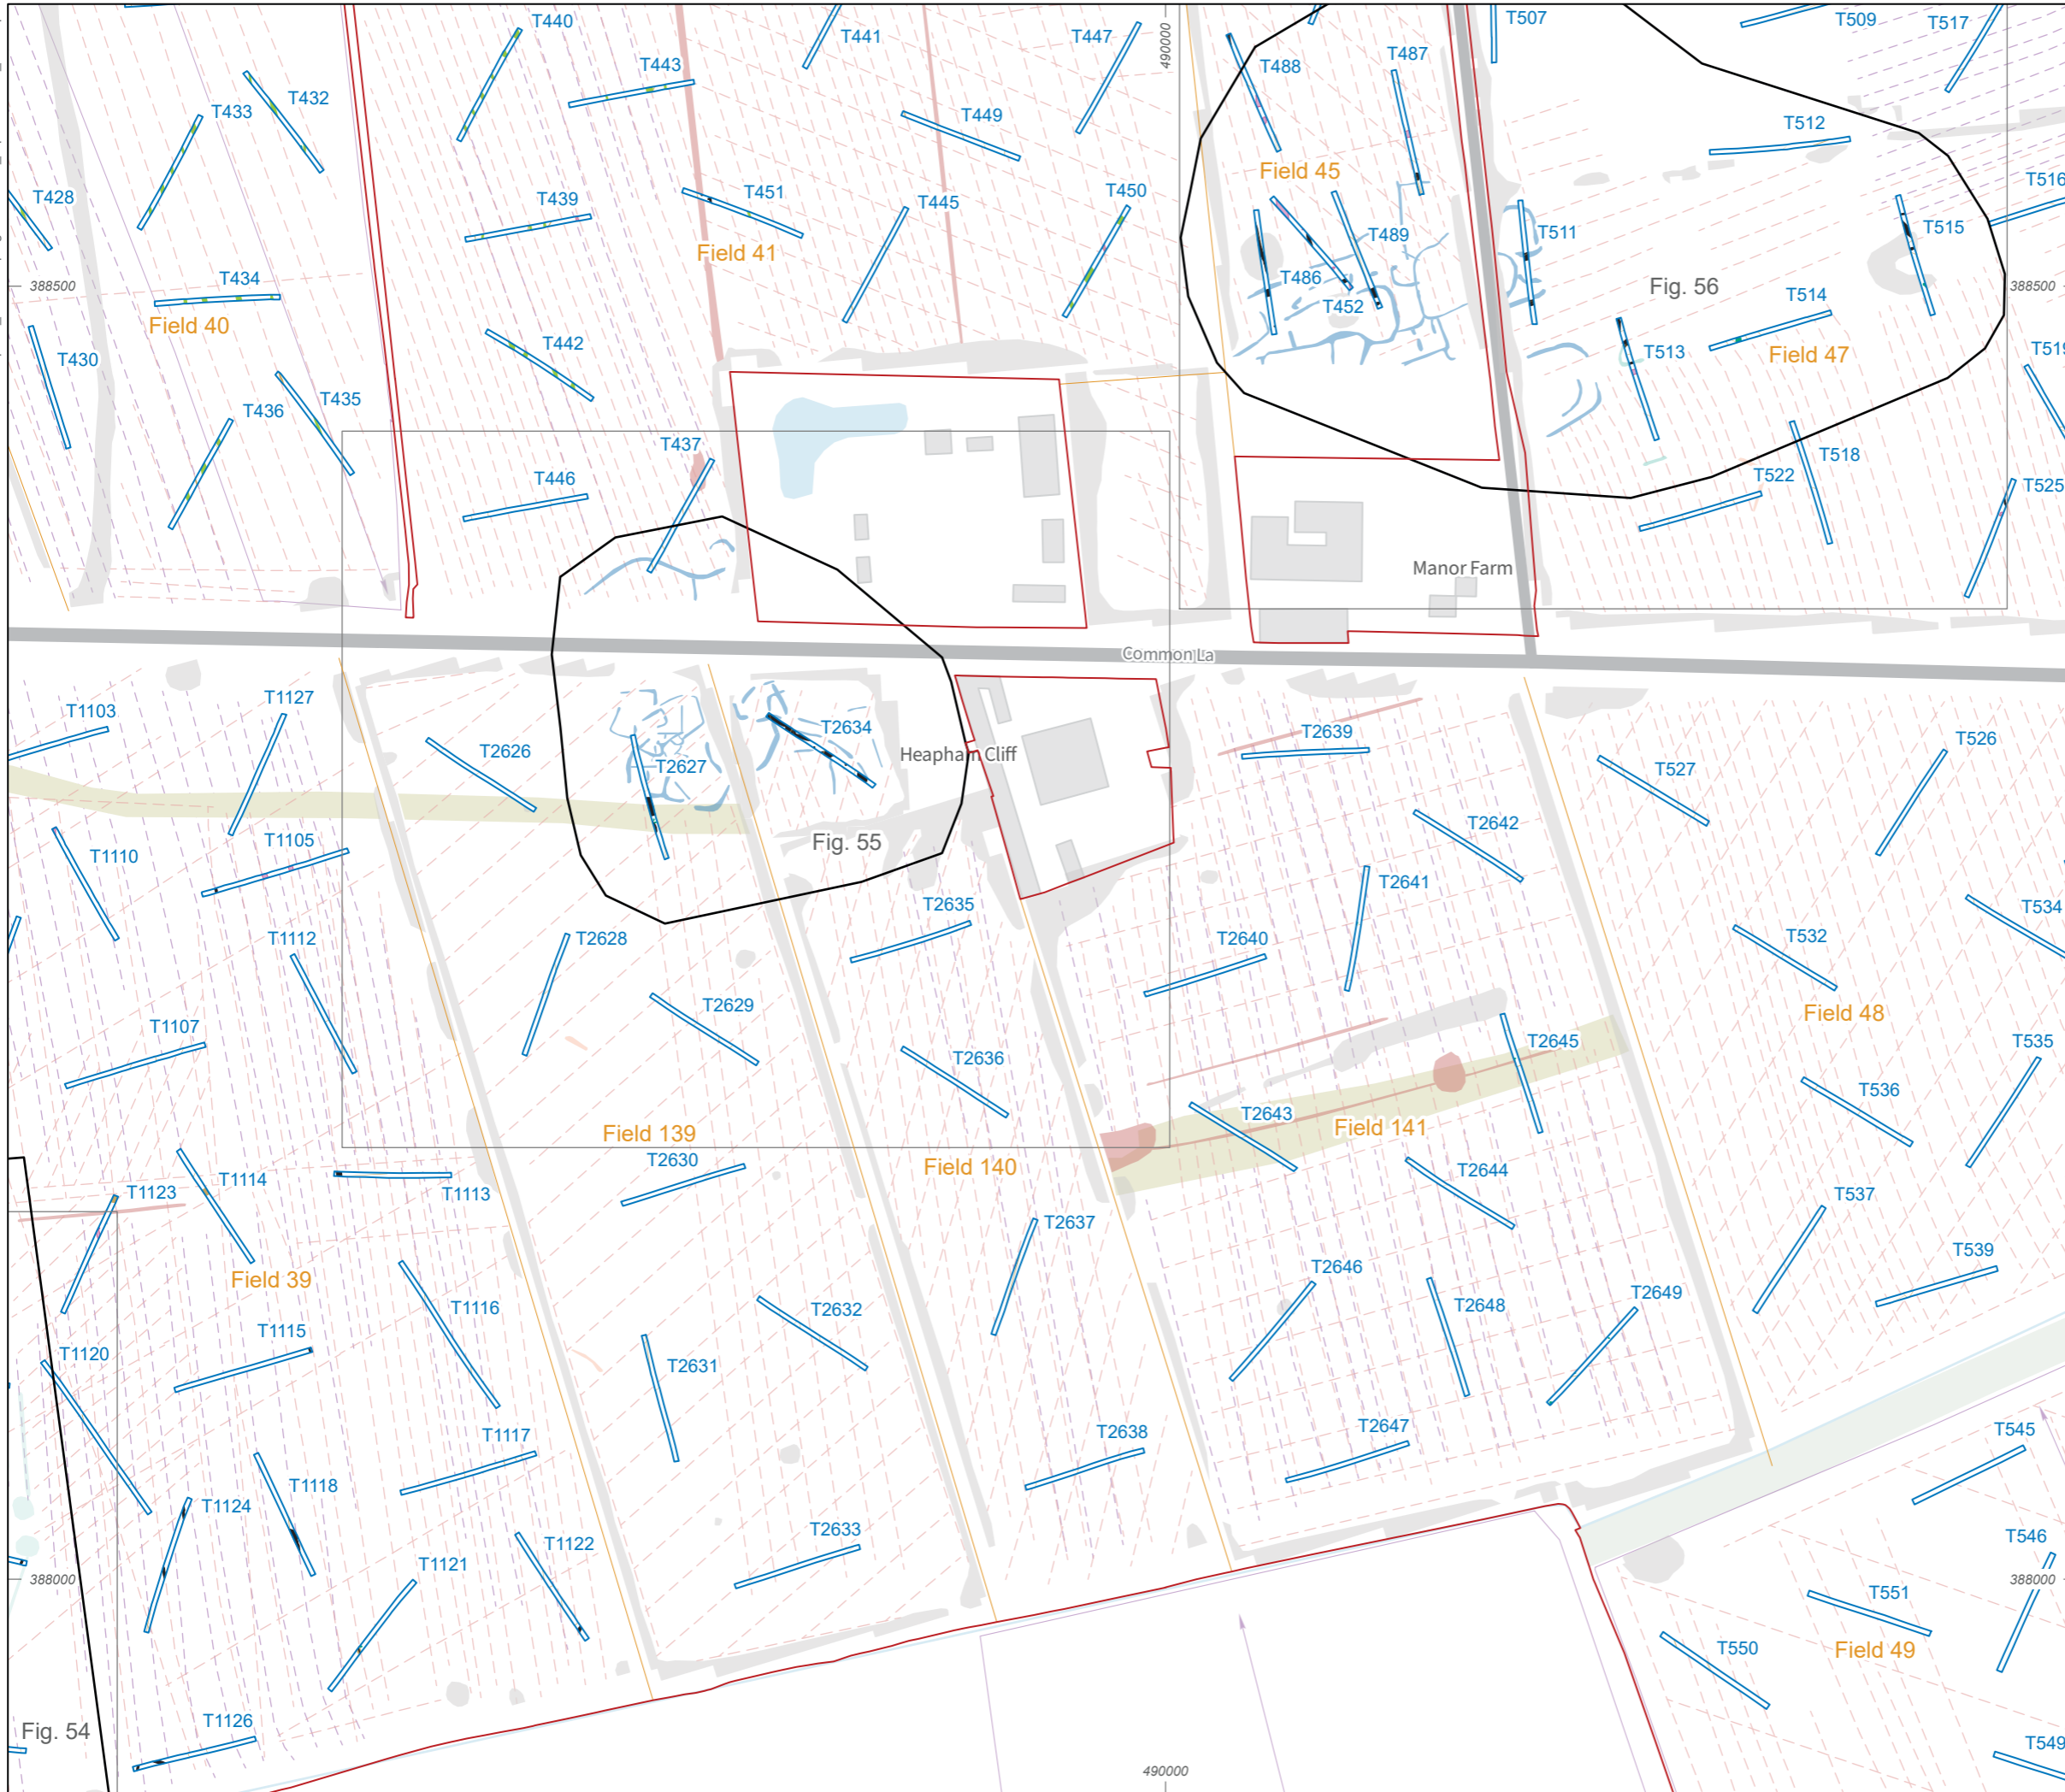 T440
T441
T447
490000
T507
T509
T517
T443
T488
T487
T432
T433
T449
T512
T428
T439
T451
T445
T450
Field 45
T516
Field 41
T489
T511
T515
T434
388500
Field 40
T486
T452
Fig. 56
T514
388500
T430
T442
T513
Field 47
T519
T435
T436
T437
T446
T518
T522
T525
Manor Farm
Common La
T1103
T1127
T2626
T2627
T2634
Heapham Cliff
T2639
T527
T526
T1110
T1105
Fig. 55
T2642
T2641
T2635
T534
T1112
T2628
T2640
T532
T1107
T2629
T2636
T2645
Field 48
T535
T2643
Field 139
Field 141
T536
T2630
Field 140
T2644
T1114
T1123
T1113
T537
T2637
Field 39
T539
T2646
T1116
T2632
T2648
T2649
T1115
T1120
T2631
T1117
T2638
T2647
T545
T1118
T1124
T2633
T1122
T1121
T546
388000
388000
T551
T550
Field 49
Fig. 54
T1126
T549
490000